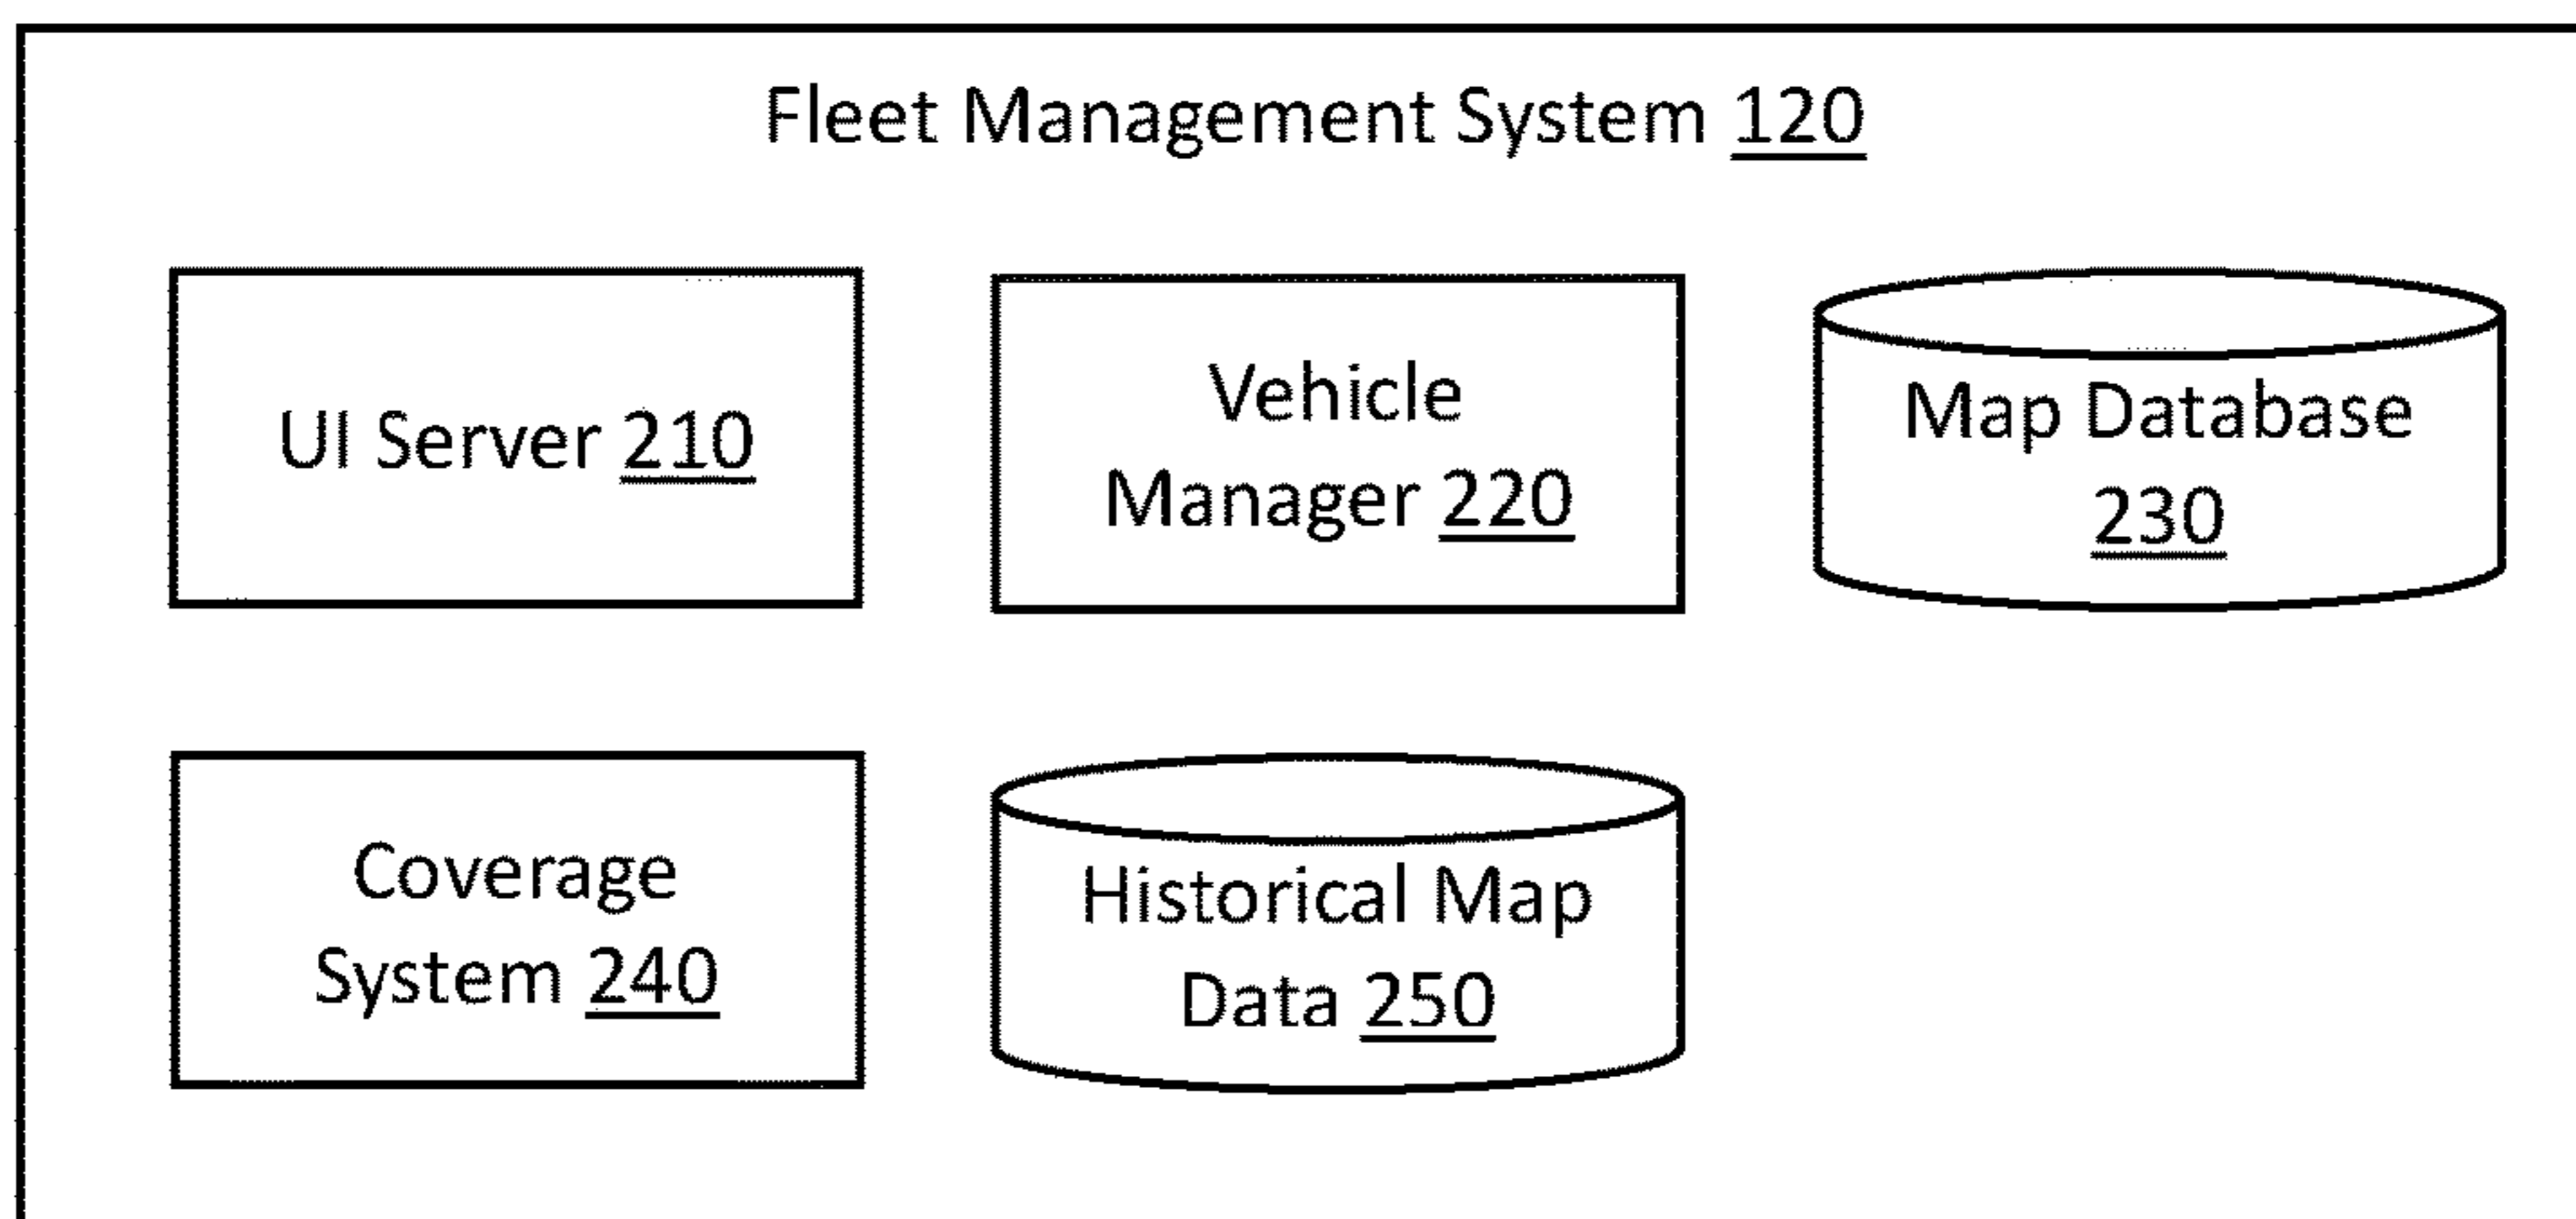 Fleet Management System 120
UI Server 210
Vehicle
Manager 220
Map Database
230
Coverage
System 240
Historical Map
Data 250